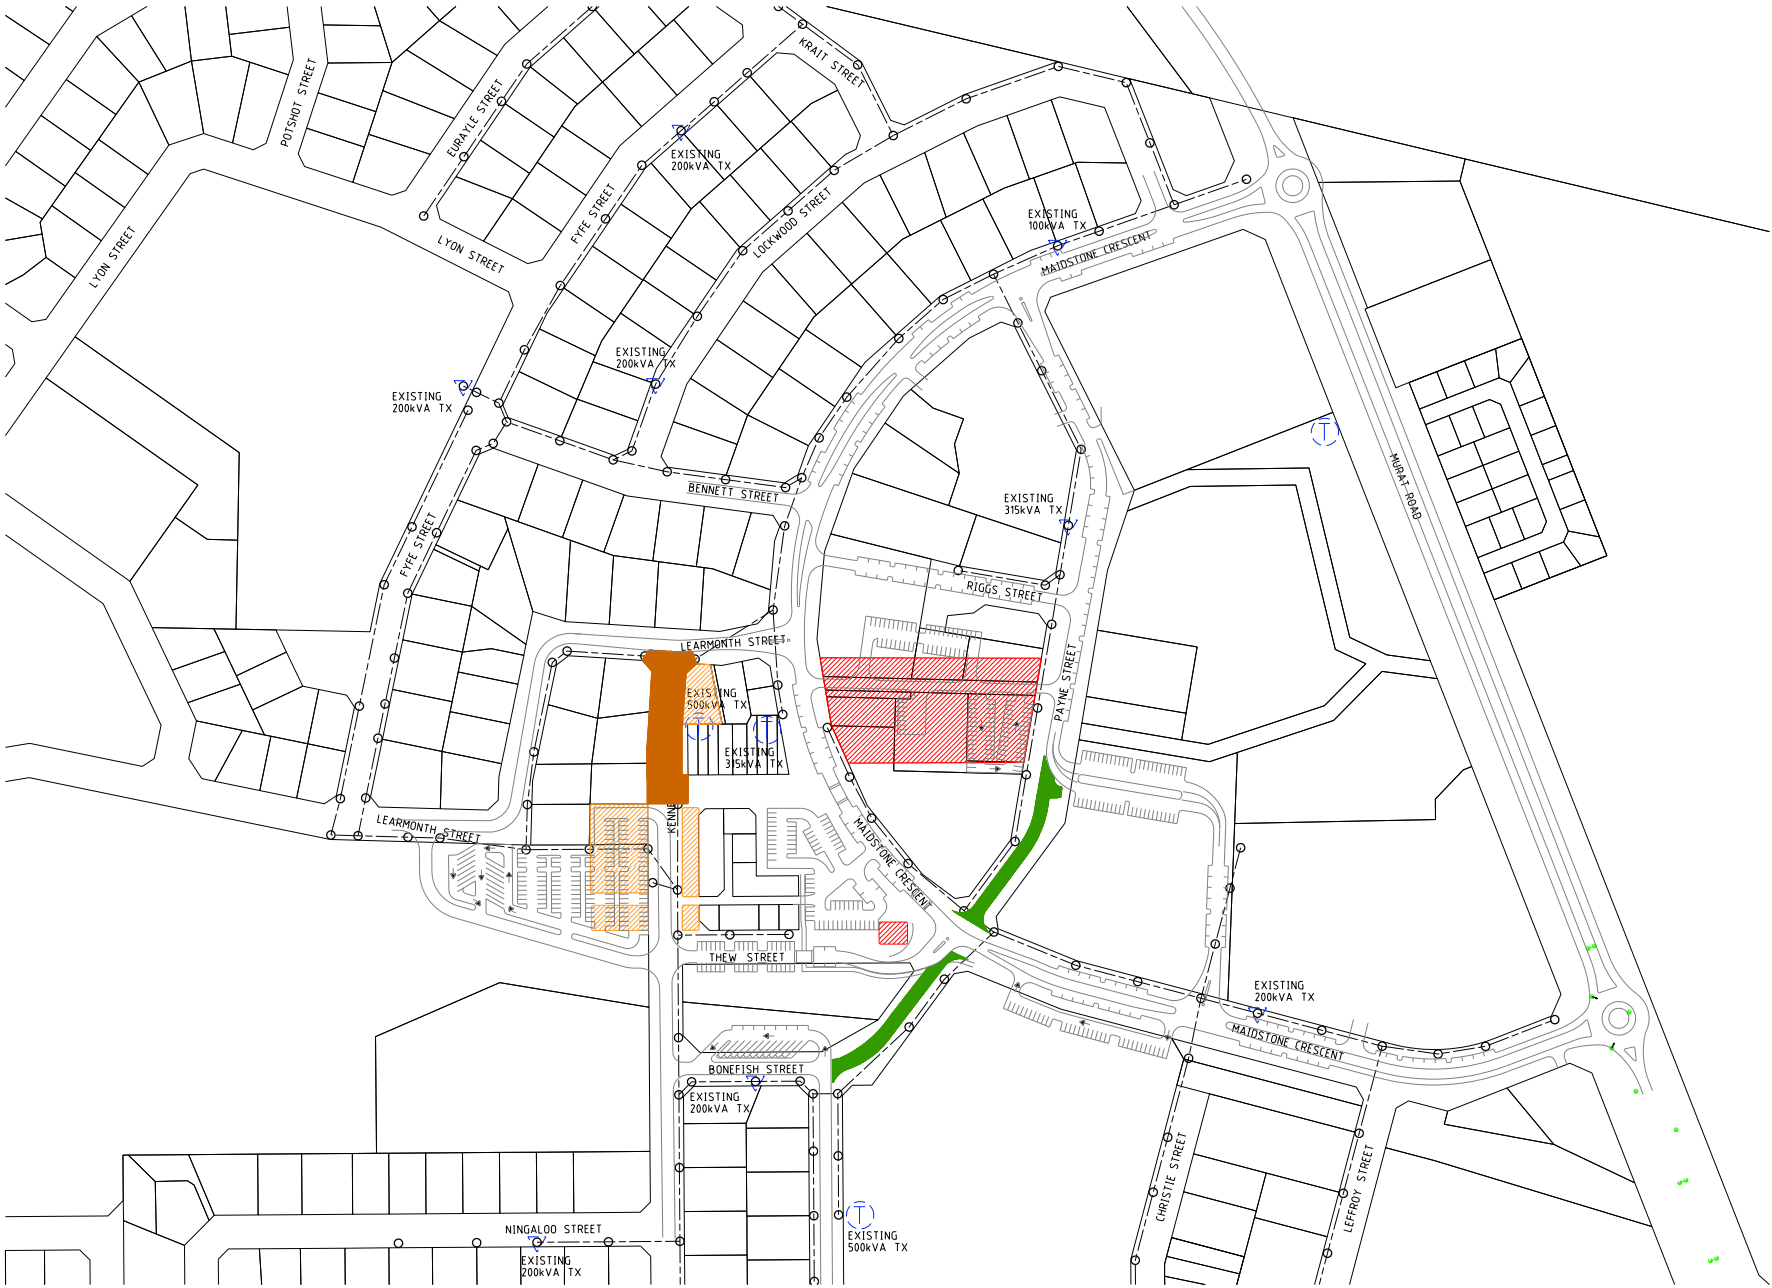 KRAIT STREET
POTSHOT STREET
EURAYLE STREET
EXISTING
200kVA TX
FYFE STREET
LOCKWOOD STREET
LYON STREET
LYON STREET
EXISTING
100kVA TX
MAIDSTONE CRESCENT
EXISTING
200kVA TX
EXISTING
200kVA TX
MURAT ROAD
BENNETT STREET
EXISTING
315kVA TX
FYFE STREET
RIGGS STREET
LEARMONTH STREET
PAYNE STREET
EXISTING
500kVA TX
EXISTING
315kVA TX
LEARMONTH STREET
KENNE
MAIDSTONE CRESCENT
THEW STREET
EXISTING
200kVA TX
MAIDSTONE CRESCENT
BONEFISH STREET
EXISTING
200kVA TX
CHRISTIE STREET
LEFFROY STREET
NINGALOO STREET
EXISTING
200kVA TX
EXISTING
500kVA TX